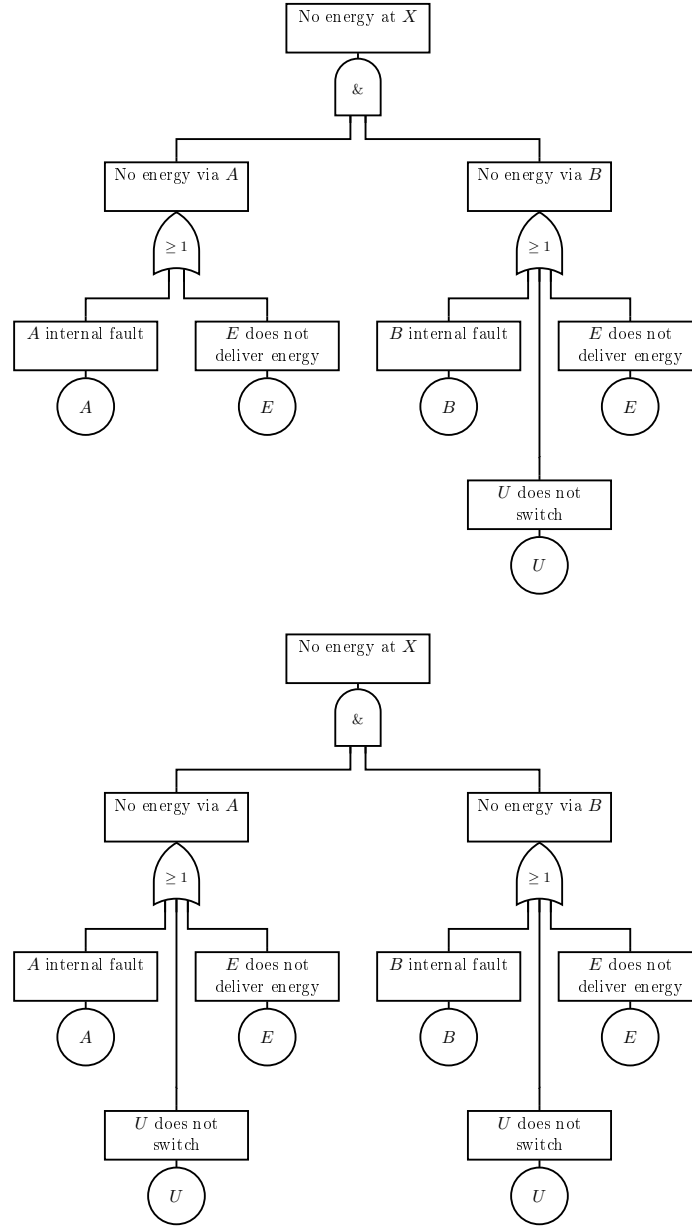 No energy at X
&
No energy via A
No energy via B
≥ 1
≥ 1
A internal fault
E does not
deliver energy
B internal fault
E does not
deliver energy
A
E
B
E
U does not
switch
U
No energy at X
&
No energy via A
No energy via B
≥ 1
≥ 1
A internal fault
E does not
deliver energy
B internal fault
E does not
deliver energy
A
E
B
E
U does not
switch
U does not
switch
U
U